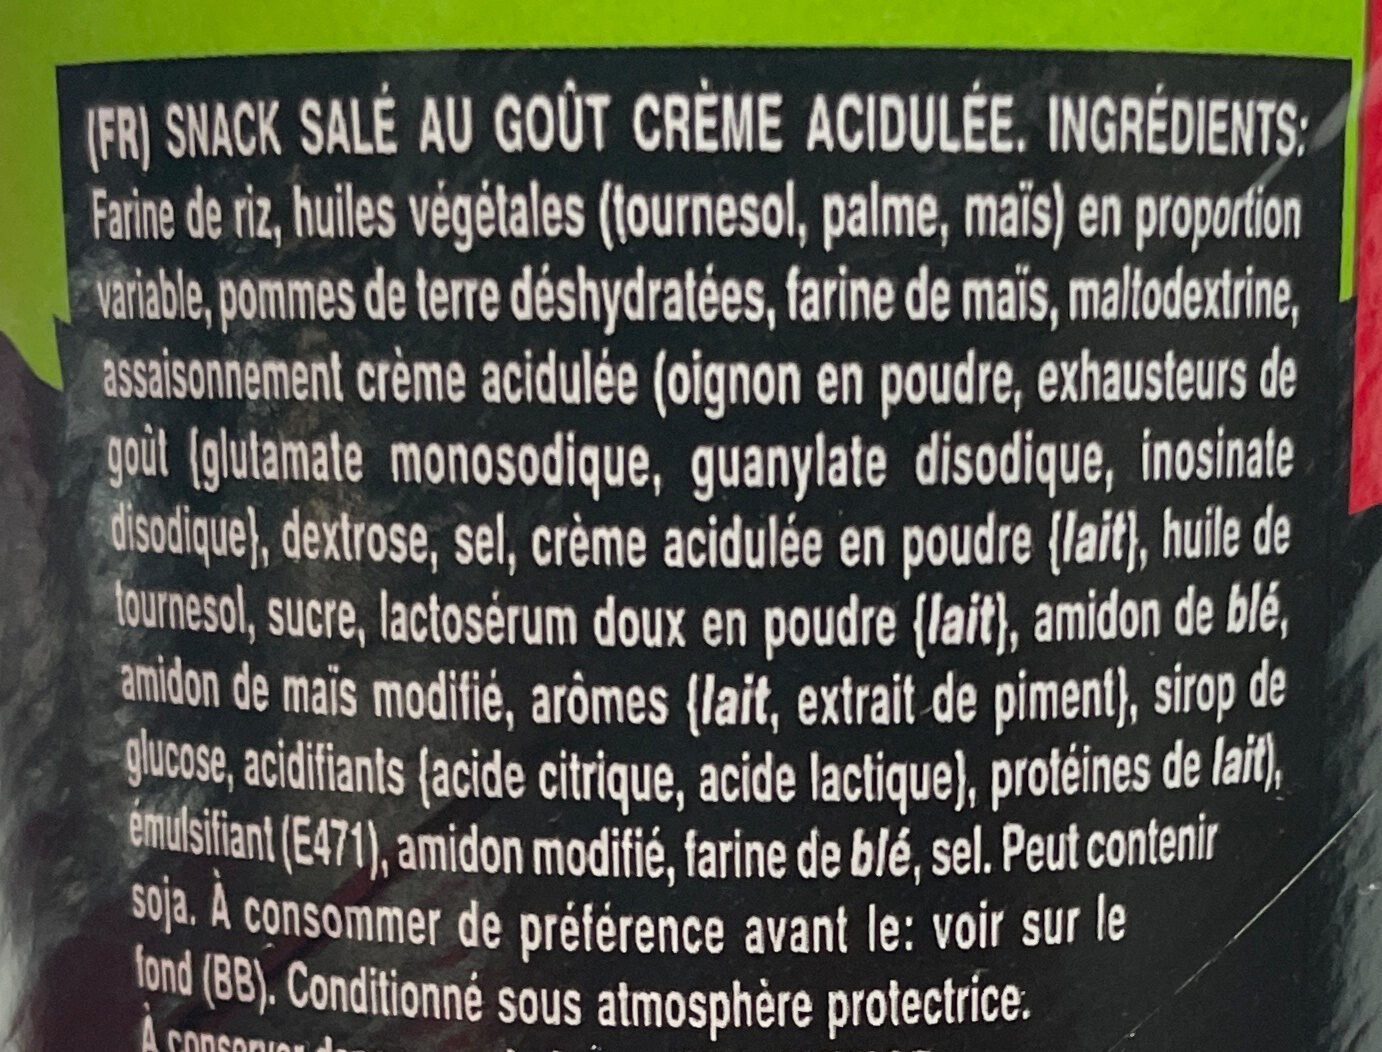 (FR) SNACK SALÉ AU GOÛT CRÈME ACIDULÉE. INGRÉDIENTS:
Farine de riz, huiles végétales (tournesol, palme, maïs) en proportion
variable, pommes de terre déshydratées, farine de maïs, maltodextrine,
assaisonnement crème acidulée (oignon en poudre, exhausteurs de
goût {glutamate monosodique, guanylate disodique, inosinate
disodique}, dextrose, sel, crème acidulée en poudre {lait}, huile de
tournesol, sucre, lactosérum doux en poudre {lait}, amidon de blé,
amidon de maïs modifié, arômes {lait, extrait de piment}, sirop de
glucose, acidifiants {acide citrique, acide lactique}, protéines de lait),
émulsifiant (E471), amidon modifié, farine de blé, sel. Peut contenir
soja. À consommer de préférence avant le: voir sur le
fond (BB). Conditionné sous atmosphère protectrice.
À conserver